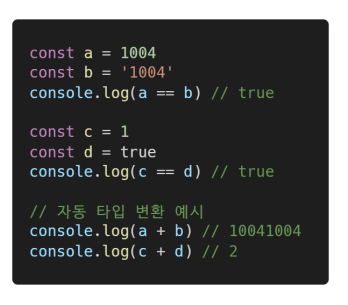 const a = 1004
const b = '1004'
console.log(a == b) // true

const c = 1
const d = true
console.log(c == d) // true

// 자동 타입 변환 예시
console.log(a + b) // 10041004
console.log(c + d) // 2